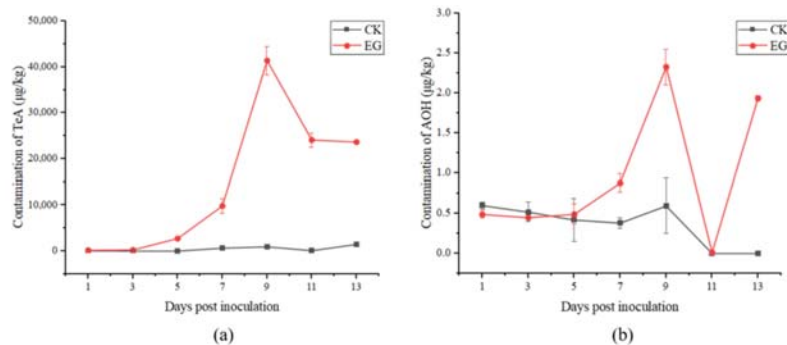 50,000
40,000
30,000
20,000
10,000
0
Contamination of TeA (μg/kg)
CK
EG
1 3 5 7 9 11 13
Days post inoculation
(a)
3.0
2.5
2.0
1.5
1.0
0.5
0.0
Contamination of AOH (μg/kg)
CK
EG
1 3 5 7 9 11 13
Days post inoculation
(b)